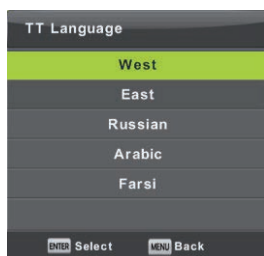 TT Language
West
East
Russian
Arabic
Farsi
ENTER Select MENU Back